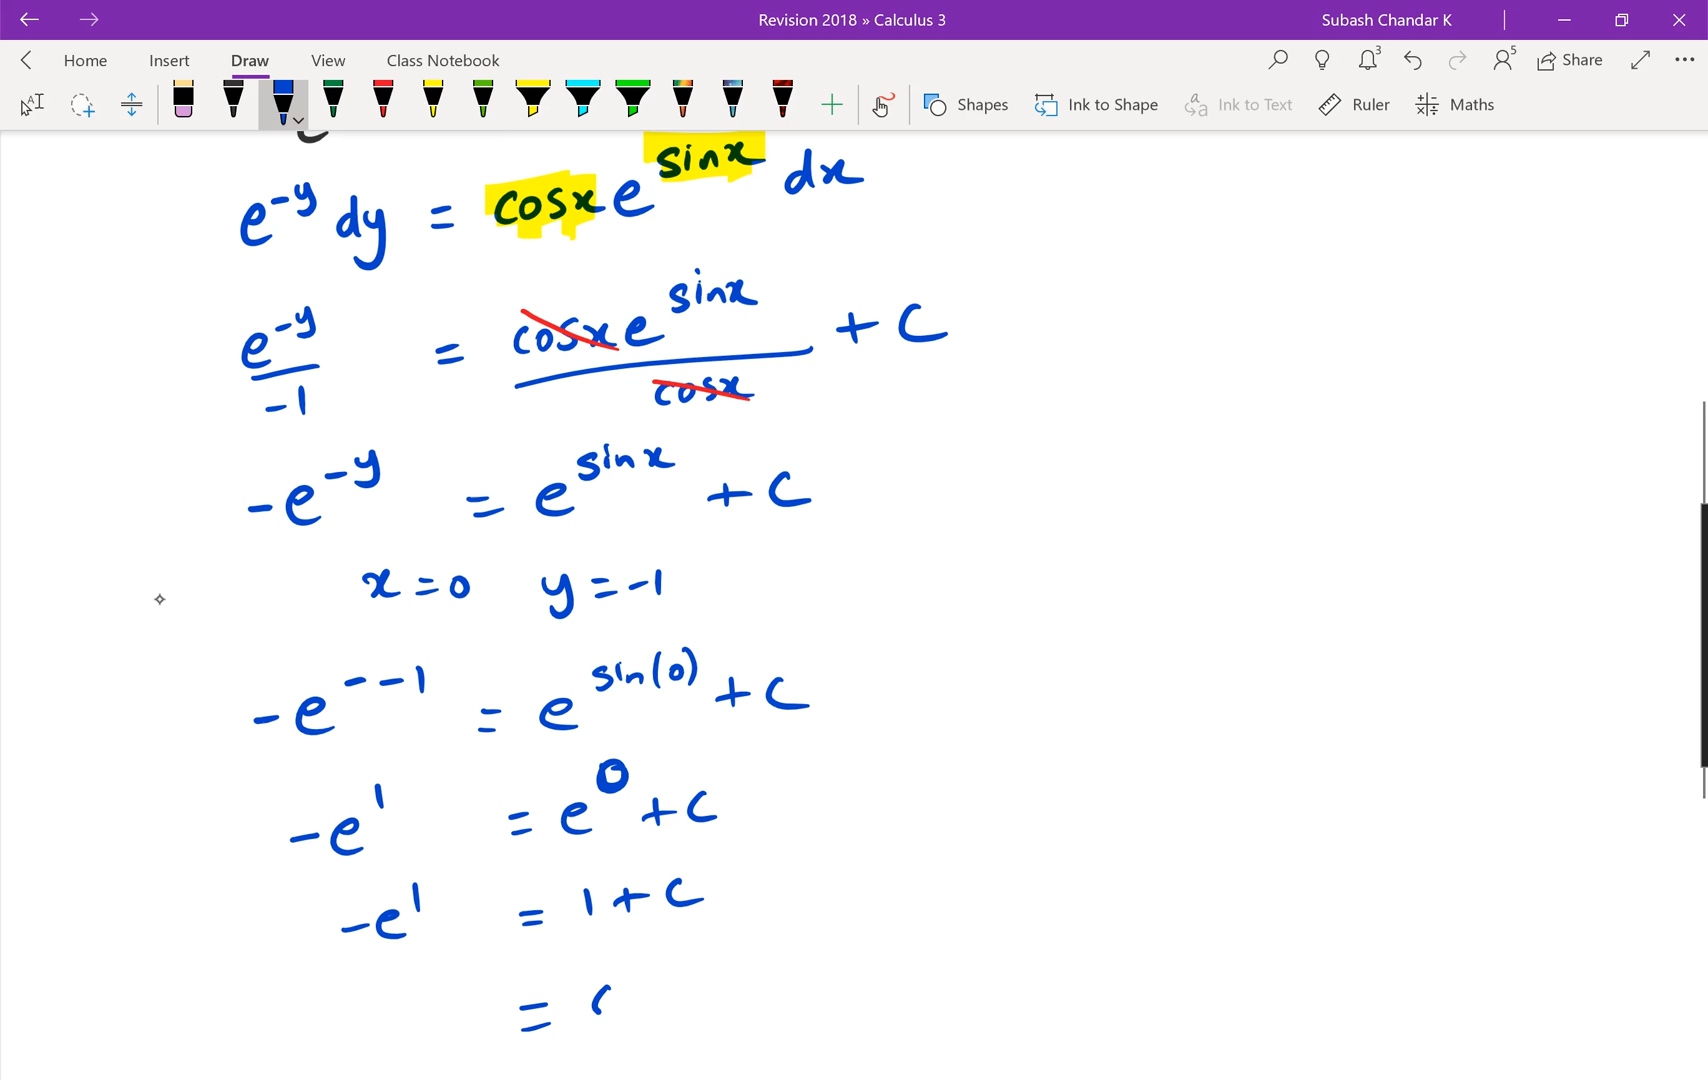 Revision 2018 » Calculus 3
Subash Chandar K
Home Insert Draw View Class Notebook
3
5
Share
Shapes Ink to Shape Ink to Text Ruler Maths
e^{-y} dy = cosx e^{sinx} dx
e^{-y}/-1 = cosx e^{sinx}/cosx + C
-e^{-y} = e^{sinx} + C
x = 0 y = -1
-e^{--1} = e^{sin(0)} + C
-e^1 = e^0 + C
-e^1 = 1 + C
=